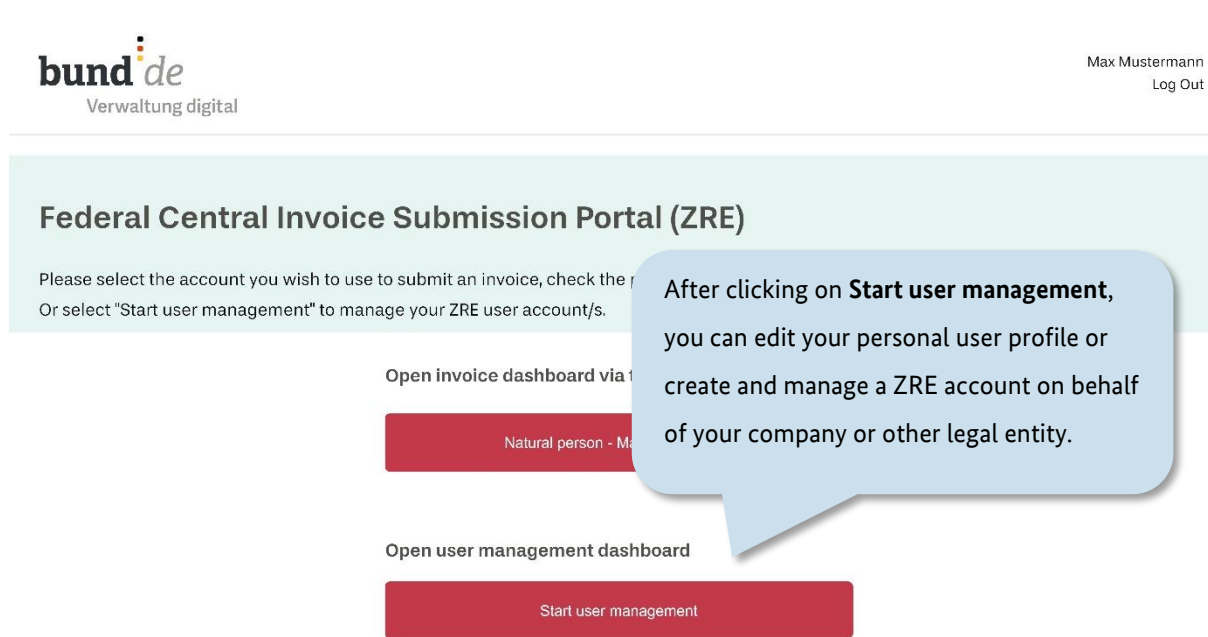 bund de
Verwaltung digital
Max Mustermann
Log Out
Federal Central Invoice Submission Portal (ZRE)
Please select the account you wish to use to submit an invoice, check the
Or select "Start user management" to manage your ZRE user account/s.
After clicking on Start user management,
you can edit your personal user profile or
create and manage a ZRE account on behalf
of your company or other legal entity.
Open invoice dashboard via
Natural person -
Open user management dashboard
Start user management